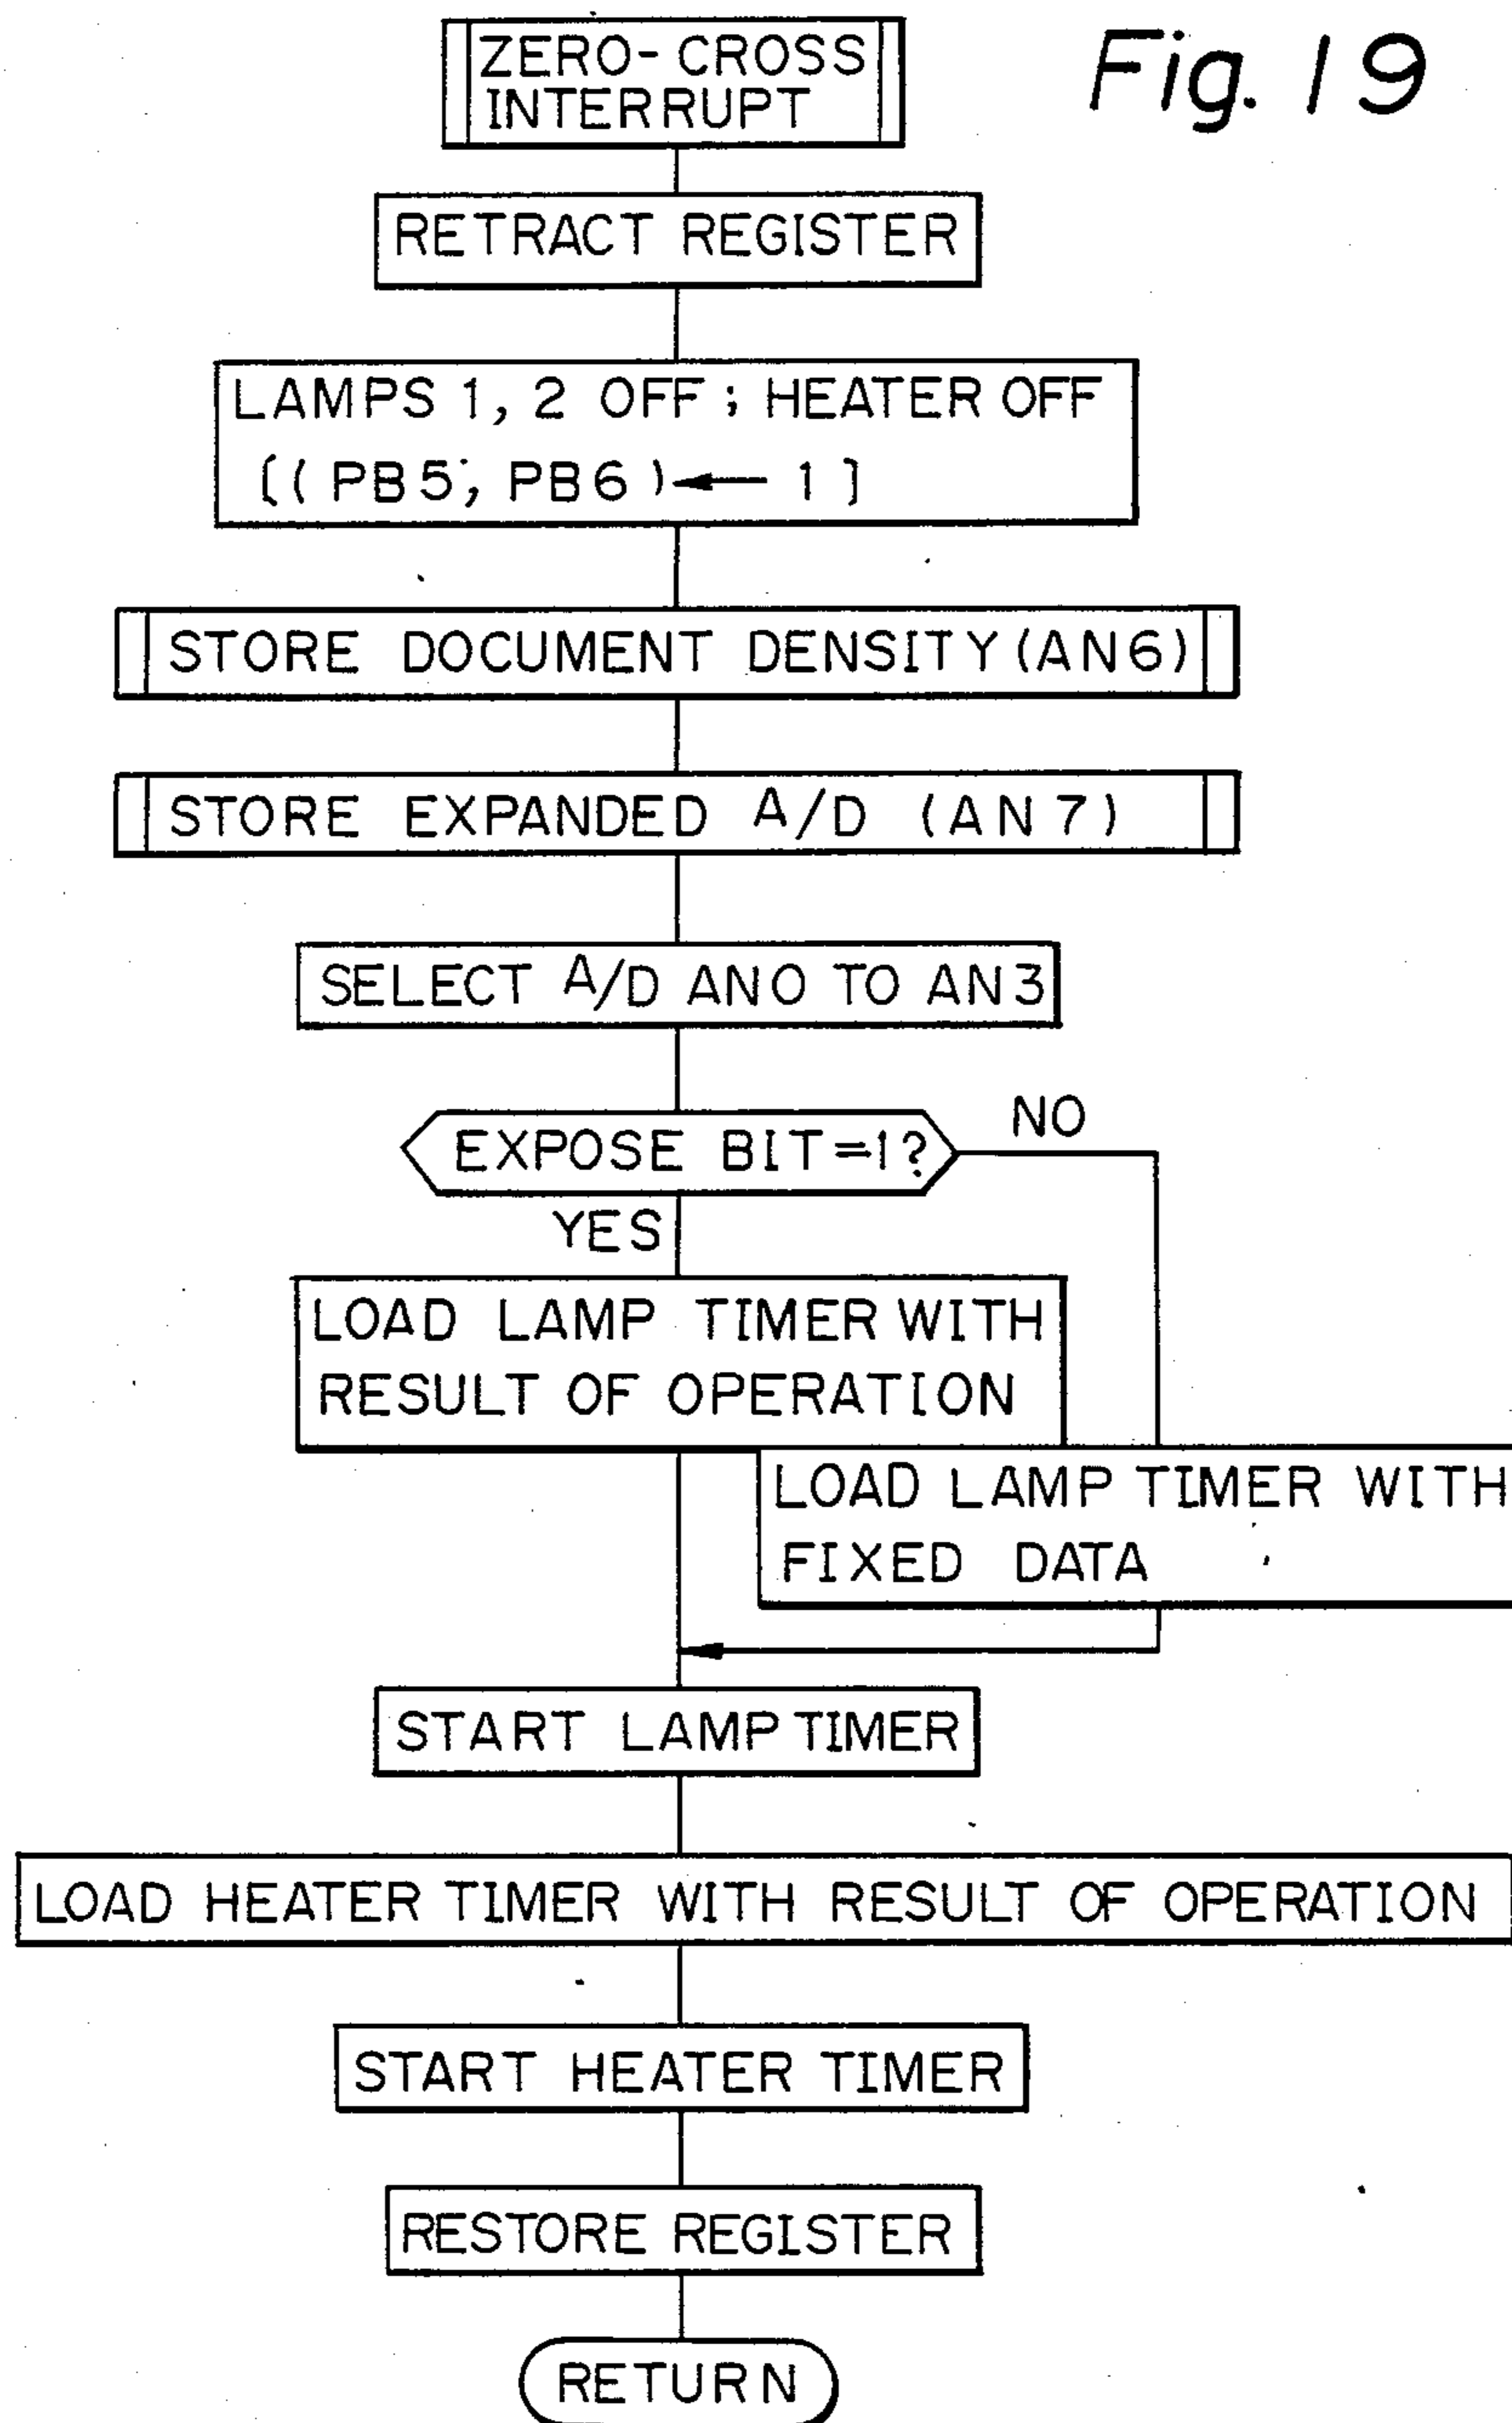 Fig. 19
ZERO-CROSS
INTERRUPT
RETRACT REGISTER
LAMPS 1, 2 OFF ; HEATER OFF
[( PB5, PB6 ) ← 1 ]
STORE DOCUMENT DENSITY (AN6)
STORE EXPANDED A/D (AN7)
SELECT A/D AN0 TO AN3
EXPOSE BIT=1?
NO
YES
LOAD LAMP TIMER WITH
RESULT OF OPERATION
LOAD LAMP TIMER WITH
FIXED DATA
START LAMP TIMER
LOAD HEATER TIMER WITH RESULT OF OPERATION
START HEATER TIMER
RESTORE REGISTER
RETURN